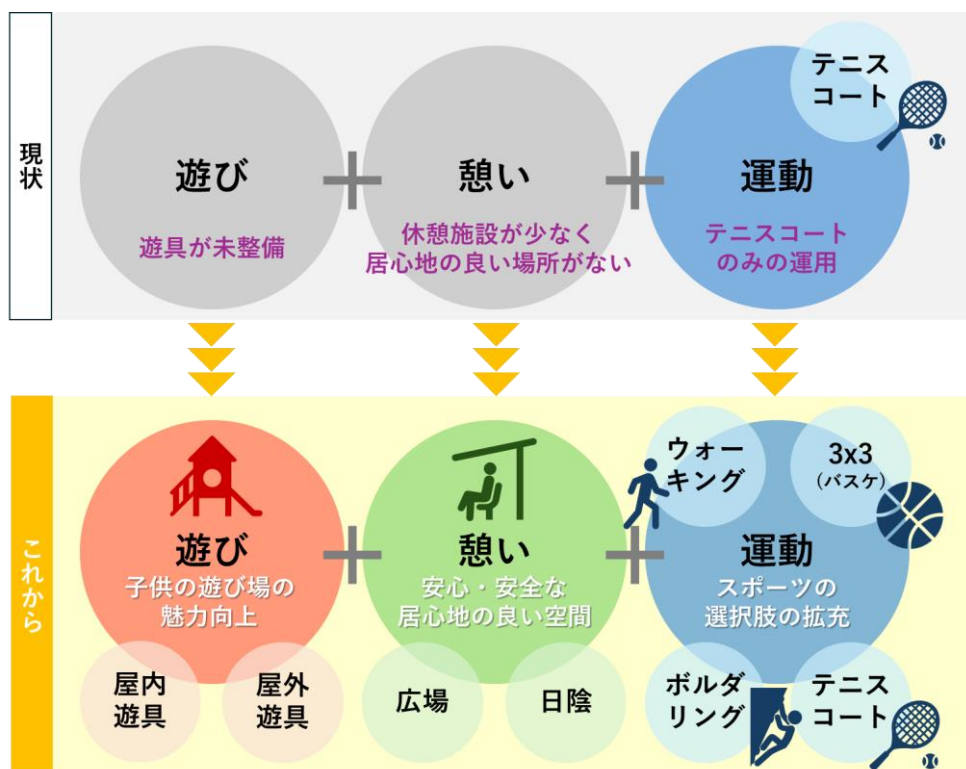 現状
テニス
コート
遊び
憩い
運動
遊具が未整備
休憩施設が少なく
居心地の良い場所がない
テニスコート
のみの運用
これから
ウォー
キング
3x3
(バスケ)
遊び
憩い
運動
子供の遊び場の
魅力向上
安心・安全な
居心地の良い空間
スポーツの
選択肢の拡充
屋内
遊具
屋外
遊具
広場
日陰
ボルダ
リング
テニス
コート